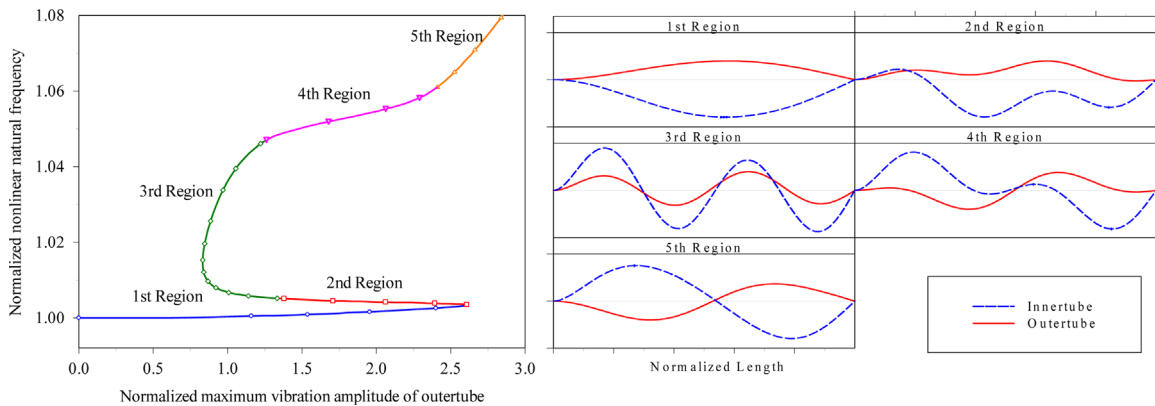 Normalized nonlinear natural frequency
1.08
1.06
1.04
1.02
1.00
5th Region
4th Region
3rd Region
2nd Region
1st Region
0.0 0.5 1.0 1.5 2.0 2.5 3.0
Normalized maximum vibration amplitude of outertube
1st Region 2nd Region
3rd Region 4th Region
5th Region
Innertube
Outertube
Normalized Length